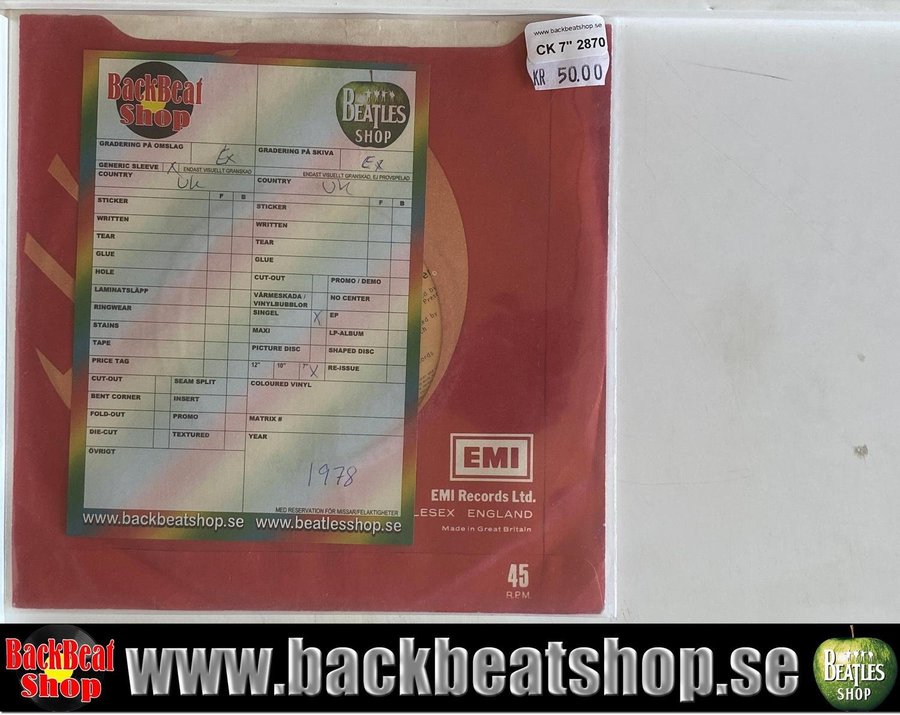 www.backbeatshop.se
CK 7" 2870
KR 50.00
BackBeat
Shop
BEATLES
SHOP
GRADERING PÅ OMSLAG Ex
GRADERING PÅ SKIVA Ex
GENERIC SLEEVE X ENDAST VISUELLT GRANSKAD
ENDAST VISUELLT GRANSKAD, EJ PROVSPELAD
COUNTRY UK
COUNTRY UK
F B
STICKER
WRITTEN
TEAR
GLUE
HOLE
LAMINATSLÄPP
RINGWEAR
STAINS
TAPE
PRICE TAG
CUT-OUT SEAM SPLIT
BENT CORNER INSERT
FOLD-OUT PROMO
DIE-CUT TEXTURED
ÖVRIGT
F B
STICKER
WRITTEN
TEAR
GLUE
CUT-OUT PROMO / DEMO
VÄRMESKADA / VINYLBUBBLOR NO CENTER
SINGEL X EP
MAXI LP-ALBUM
PICTURE DISC SHAPED DISC
12" 10" 7" X RE-ISSUE
COLOURED VINYL
MATRIX #
YEAR
1978
MED RESERVATION FÖR MISSAR/FELAKTIGHETER
www.backbeatshop.se www.beatlesshop.se
EMI
EMI Records Ltd.
LESEX ENGLAND
Made in Great Britain
45
R.P.M.
BackBeat
Shop
www.backbeatshop.se
BEATLES
SHOP